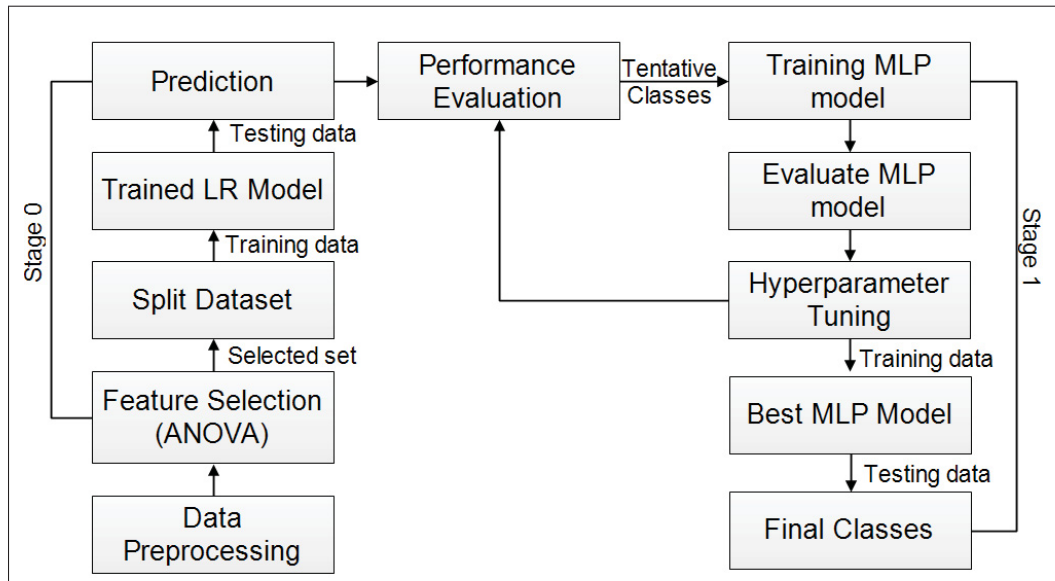 Prediction
Performance
Evaluation
Tentative
Classes
Training MLP
model
Testing data
Trained LR Model
Evaluate MLP
model
Stage 0
Training data
Stage 1
Split Dataset
Hyperparameter
Tuning
Selected set
Training data
Feature Selection
(ANOVA)
Best MLP Model
Testing data
Data
Preprocessing
Final Classes